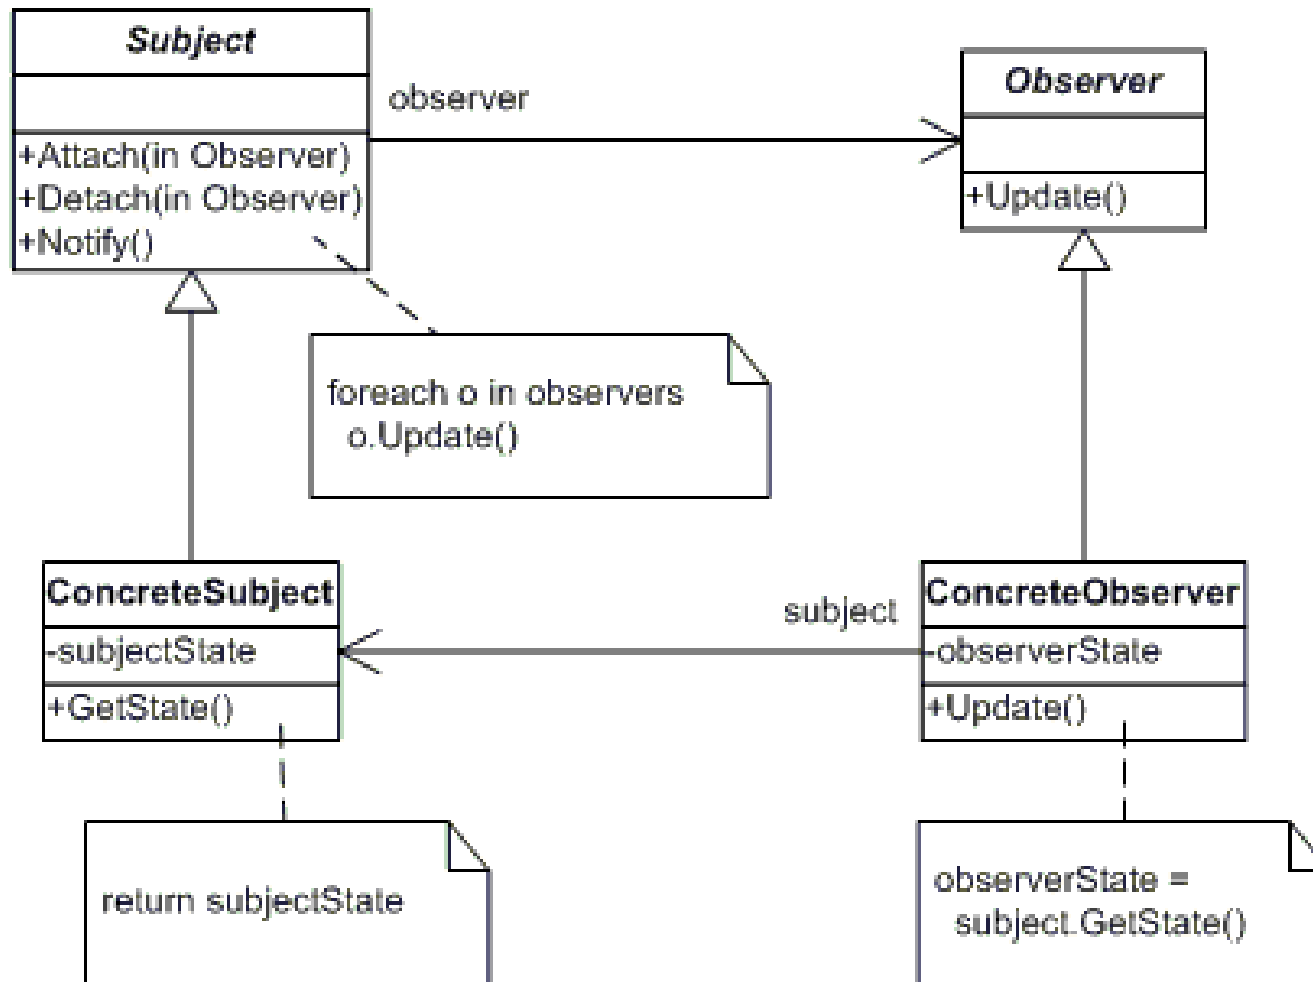 Subject
observer
+Attach(in Observer)
+Detach(in Observer)
+Notify()
Observer
+Update()
foreach o in observers
o.Update()
ConcreteSubject
-subjectState
+GetState()
subject
ConcreteObserver
-observerState
+Update()
return subjectState
observerState =
subject.GetState()